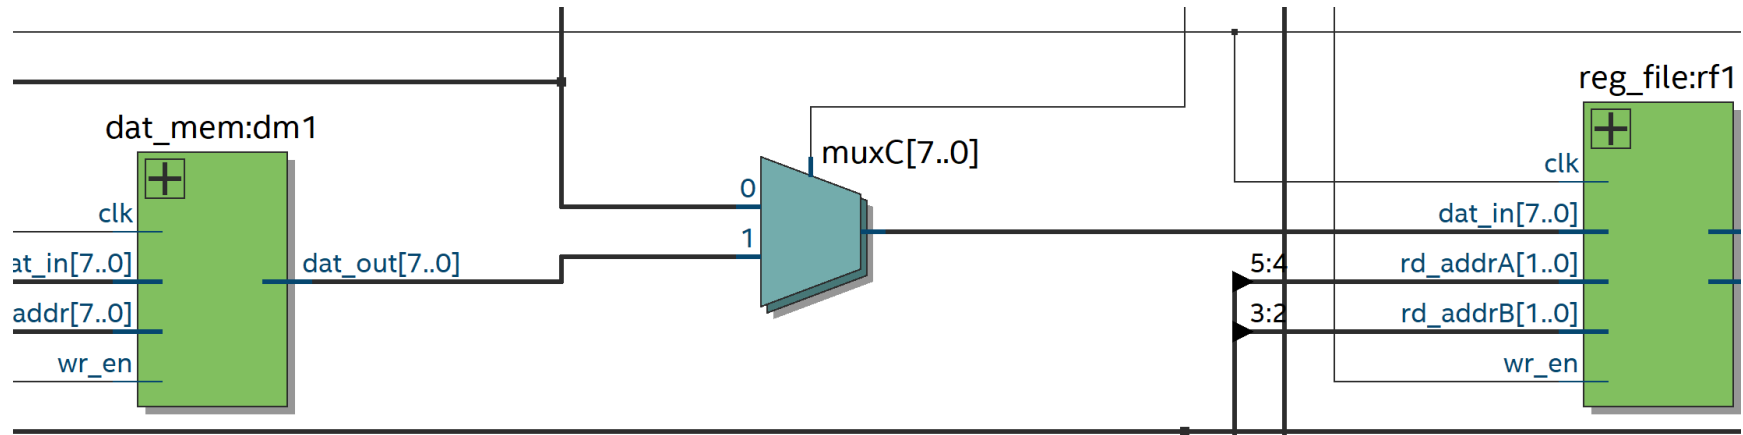 reg_file:rf1
dat_mem:dm1
muxC[7..0]
clk
0
clk
dat_in[7..0]
1
at_in[7..0]
dat_out[7..0]
5:4
rd_addrA[1..0]
addr[7..0]
3:2
rd_addrB[1..0]
wr_en
wr_en